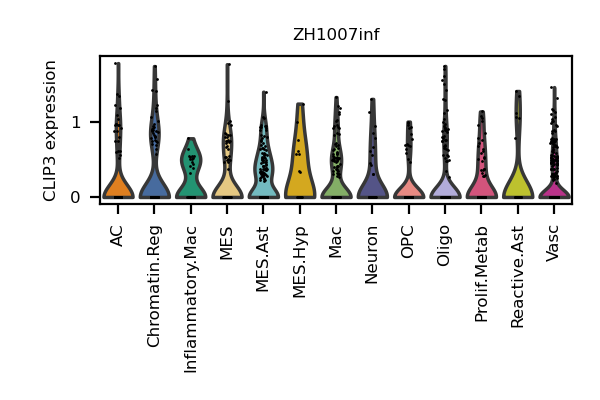 ZH1007inf
CLIP3 expression
1
0
AC
Chromatin.Reg
Inflammatory.Mac
MES
MES.Ast
MES.Hyp
Mac
Neuron
OPC
Oligo
Prolif.Metab
Reactive.Ast
Vasc